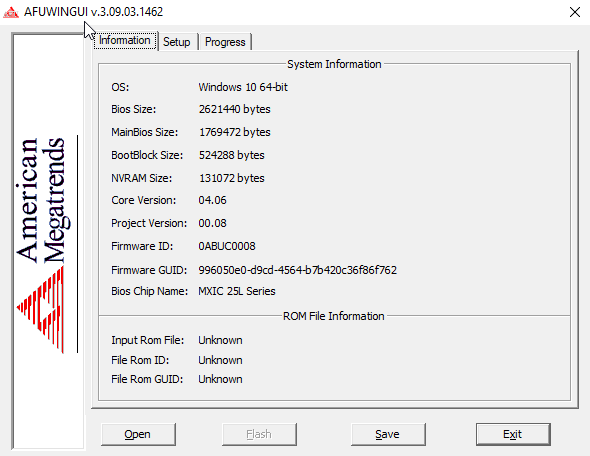 AFUWINGUI v.3.09.03.1462
Information Setup Progress
System Information
OS: Windows 10 64-bit
Bios Size: 2621440 bytes
MainBios Size: 1769472 bytes
BootBlock Size: 524288 bytes
NVRAM Size: 131072 bytes
Core Version: 04.06
Project Version: 00.08
Firmware ID: 0ABUC0008
Firmware GUID: 996050e0-d9cd-4564-b7b420c36f86f762
Bios Chip Name: MXIC 25L Series
ROM File Information
Input Rom File: Unknown
File Rom ID: Unknown
File Rom GUID: Unknown
American
Megatrends
Open Flash Save Exit